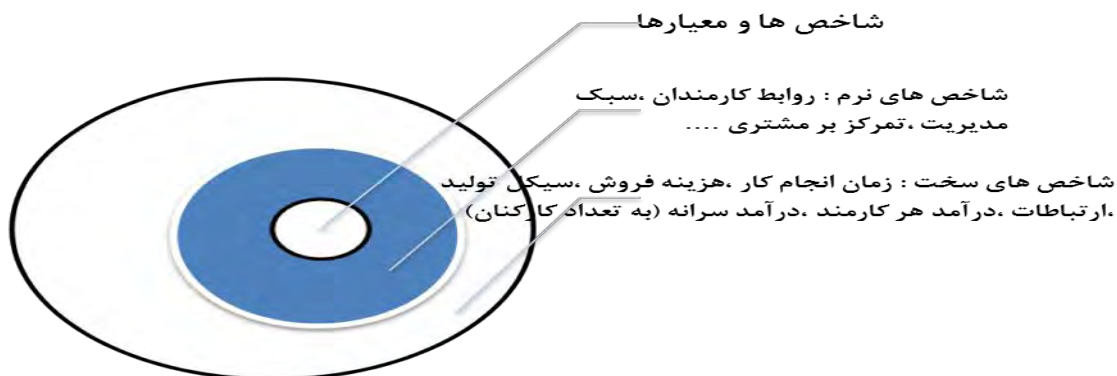 شاخص ها و معیارها
شاخص های نرم : روابط کارمندان ،سبک
مدیریت ،تمرکز بر مشتری ....
شاخص های سخت : زمان انجام کار ،هزینه فروش ،سیکل تولید
،ارتباطات ،درآمد هر کارمند ،درآمد سرانه (به تعداد کارکنان)